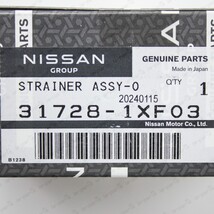 PARTS
NISSAN
GROUP
GENUINE PARTS
Made in Japan
STRAINER ASSY-O
Q'TY
1
20240115
31728-1XF03
Nissan Motor Co., Ltd.
B1238